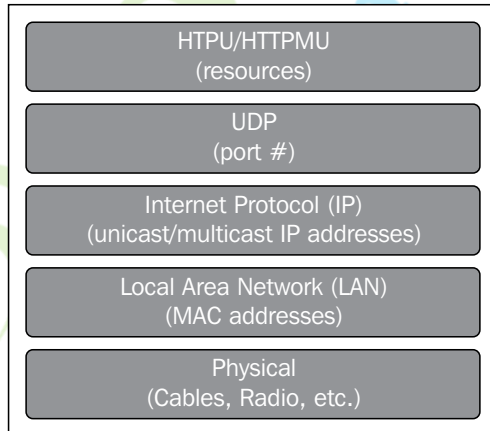 HTPU/HTTPMU
(resources)
UDP
(port #)
Internet Protocol (IP)
(unicast/multicast IP addresses)
Local Area Network (LAN)
(MAC addresses)
Physical
(Cables, Radio, etc.)